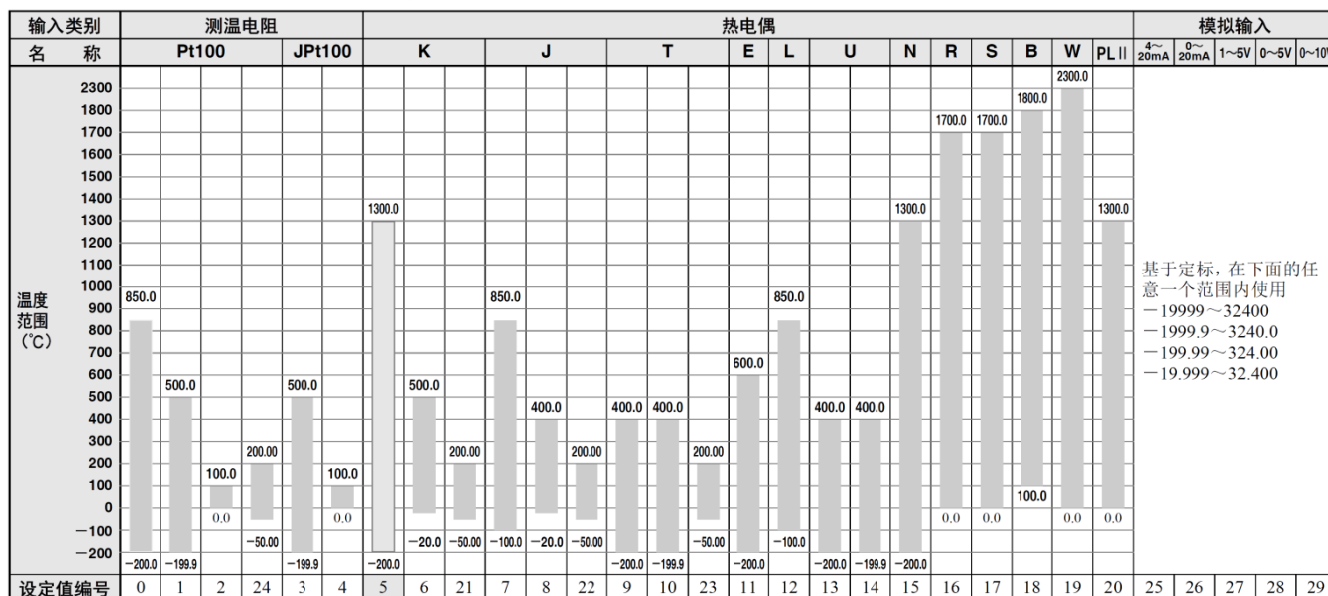 输入类别 测温电阻 热电偶 模拟输入
名 称 Pt100 JPt100 K J T E L U N R S B W PLⅡ 4～20mA 0～20mA 1～5V 0～5V 0～10V
温度范围(℃)
2300
1800
1700
1600
1500
1400
1300
1200
1100
1000
900
800
700
600
500
400
300
200
100
0
－100
－200
2300.0
1800.0
1700.0 1700.0
1300.0 1300.0 1300.0
850.0 850.0 850.0
600.0
500.0 500.0 500.0
400.0 400.0 400.0 400.0 400.0
200.00 200.00 200.00 200.00
100.0 100.0
100.0
0.0 0.0 0.0 0.0 0.0 0.0
－50.00 －20.0 －50.00 －100.0 －20.0 －50.00 －50.00 －100.0
－200.0 －199.9 －199.9 －200.0 －200.0 －199.9 －200.0 －200.0 －199.9 －200.0
基于定标，在下面的任
意一个范围内使用
－19999～32400
－1999.9～3240.0
－199.99～324.00
－19.999～32.400
设定值编号 0 1 2 24 3 4 5 6 21 7 8 22 9 10 23 11 12 13 14 15 16 17 18 19 20 25 26 27 28 29